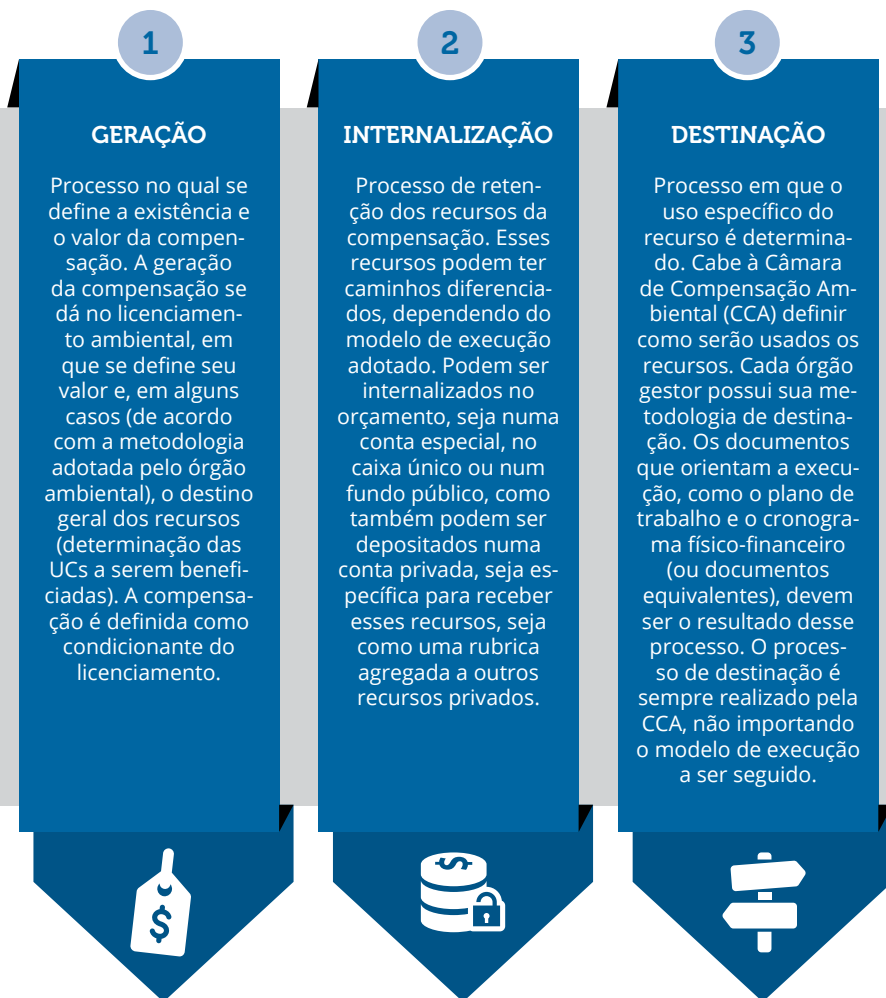 1
GERAÇÃO
Processo no qual se
define a existência e
o valor da compen-
sação. A geração
da compensação se
dá no licenciamen-
to ambiental, em
que se define seu
valor e, em alguns
casos (de acordo
com a metodologia
adotada pelo órgão
ambiental), o destino
geral dos recursos
(determinação das
UCs a serem benefi-
ciadas). A compensa-
ção é definida como
condicionante do
licenciamento.
$
2
INTERNALIZAÇÃO
Processo de reten-
ção dos recursos da
compensação. Esses
recursos podem ter
caminhos diferencia-
dos, dependendo do
modelo de execução
adotado. Podem ser
internalizados no
orçamento, seja numa
conta especial, no
caixa único ou num
fundo público, como
também podem ser
depositados numa
conta privada, seja es-
pecífica para receber
esses recursos, seja
como uma rubrica
agregada a outros
recursos privados.
$
3
DESTINAÇÃO
Processo em que o
uso específico do
recurso é determina-
do. Cabe à Câmara
de Compensação Am-
biental (CCA) definir
como serão usados os
recursos. Cada órgão
gestor possui sua me-
todologia de destina-
ção. Os documentos
que orientam a execu-
ção, como o plano de
trabalho e o cronogra-
ma físico-financeiro
(ou documentos
equivalentes), devem
ser o resultado desse
processo. O proces-
so de destinação é
sempre realizado pela
CCA, não importando
o modelo de execução
a ser seguido.